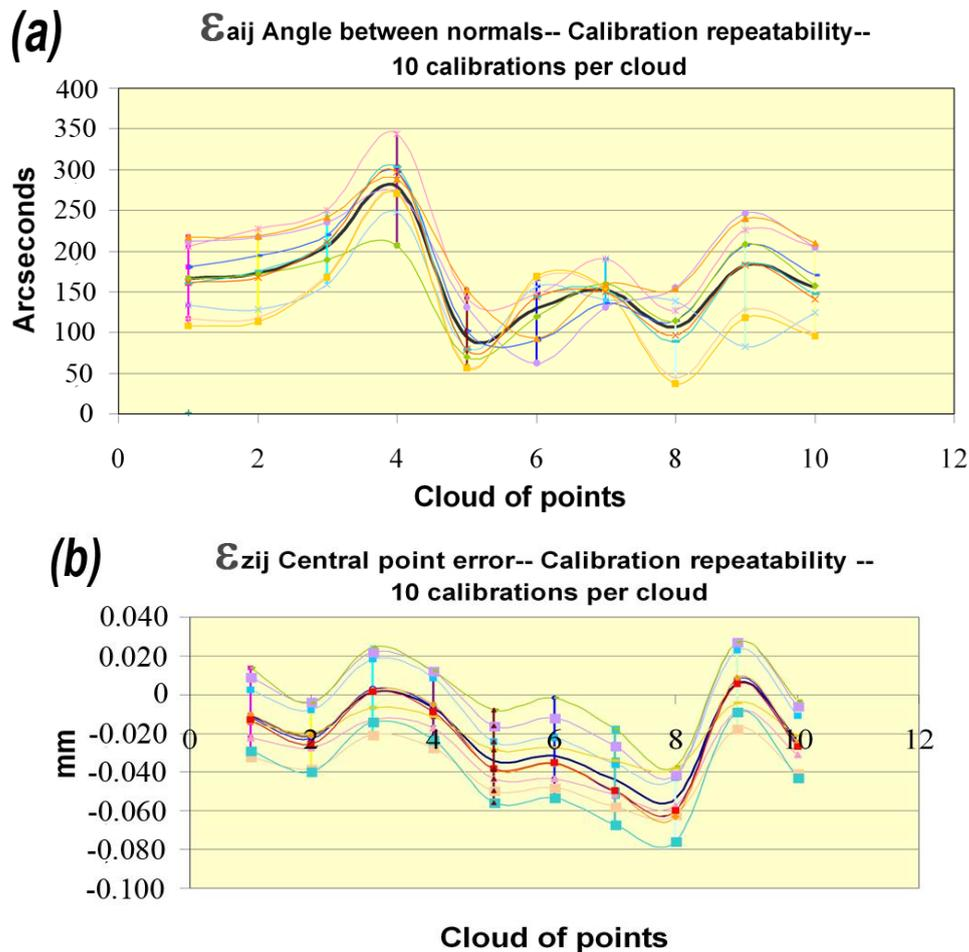 (a)
εaij Angle between normals-- Calibration repeatability--
10 calibrations per cloud
400
350
300
250
200
150
100
50
0
Arcseconds
0 2 4 6 8 10 12
Cloud of points
(b)
εzij Central point error-- Calibration repeatability --
10 calibrations per cloud
0.040
0.020
0
-0.020
-0.040
-0.060
-0.080
-0.100
mm
0 2 4 6 8 10 12
Cloud of points